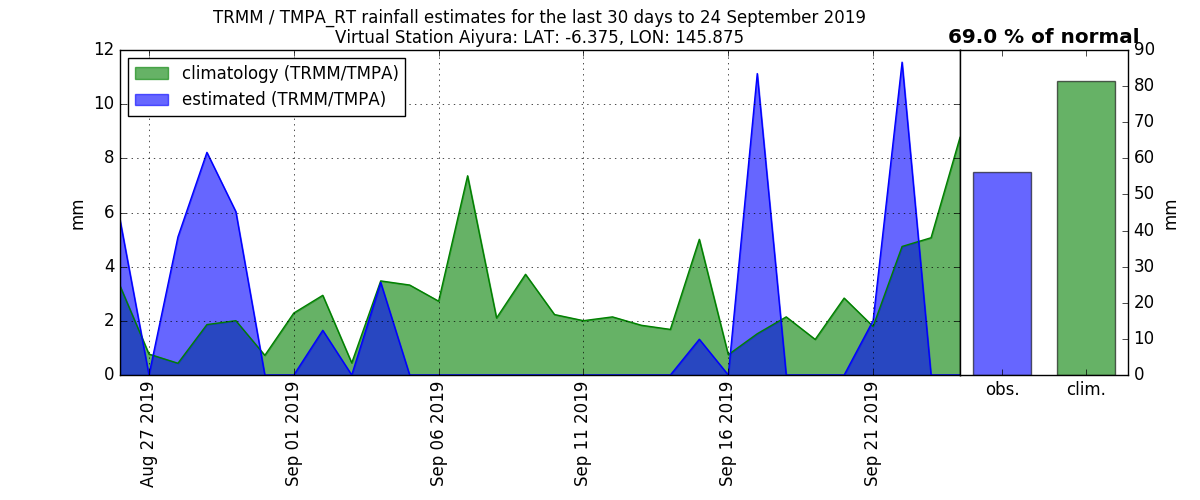 TRMM / TMPA_RT rainfall estimates for the last 30 days to 24 September 2019
Virtual Station Aiyura: LAT: -6.375, LON: 145.875
69.0 % of normal
climatology (TRMM/TMPA)
estimated (TRMM/TMPA)
12
10
8
6
4
2
0
mm
Aug 27 2019
Sep 01 2019
Sep 06 2019
Sep 11 2019
Sep 16 2019
Sep 21 2019
90
80
70
60
50
40
30
20
10
0
mm
obs.
clim.